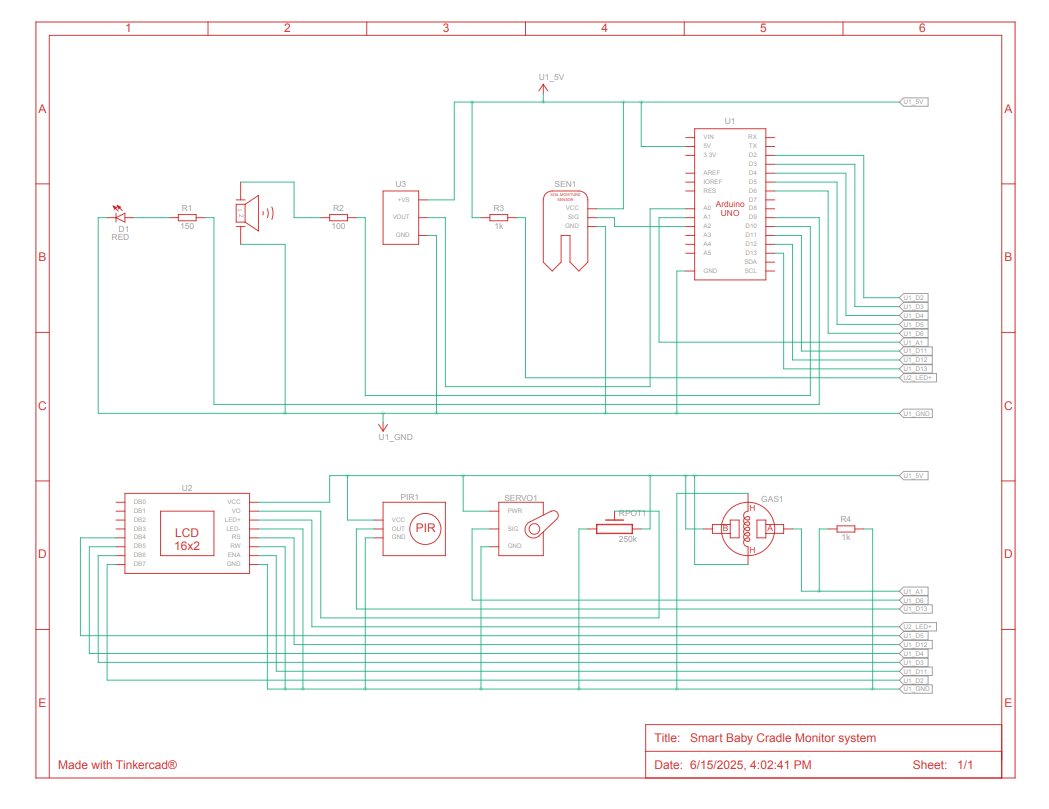 1 2 3 4 5 6
A A
B B
C C
D D
E E
U1_5V
U1_5V
U1
VIN
5V
3.3V
AREF
IOREF
RES
A0
A1
A2
A3
A4
A5
GND
Arduino
UNO
RX
TX
D2
D3
D4
D5
D6
D7
D8
D9
D10
D11
D12
D13
SDA
SCL
D1
RED
R1
150
R2
100
U3
+VS
VOUT
GND
R3
1k
SEN1
SOIL MOISTURE
SENSOR
VCC
SIG
GND
U1_D2
U1_D3
U1_D4
U1_D5
U1_D6
U1_A1
U1_D11
U1_D12
U1_D13
U2_LED+
U1_GND
U1_GND
U1_5V
U2
DB0
DB1
DB2
DB3
DB4
DB5
DB6
DB7
LCD
16x2
VCC
VO
LED+
LED-
RS
RW
ENA
GND
PIR1
VCC
OUT
GND
PIR
SERVO1
PWR
SIG
GND
RPOT1
250k
GAS1
H
B A
H
R4
1k
U1_A1
U1_D6
U1_D13
U2_LED+
U1_D5
U1_D12
U1_D4
U1_D3
U1_D11
U1_D2
U1_GND
Title: Smart Baby Cradle Monitor system
Made with Tinkercad®
Date: 6/15/2025, 4:02:41 PM Sheet: 1/1